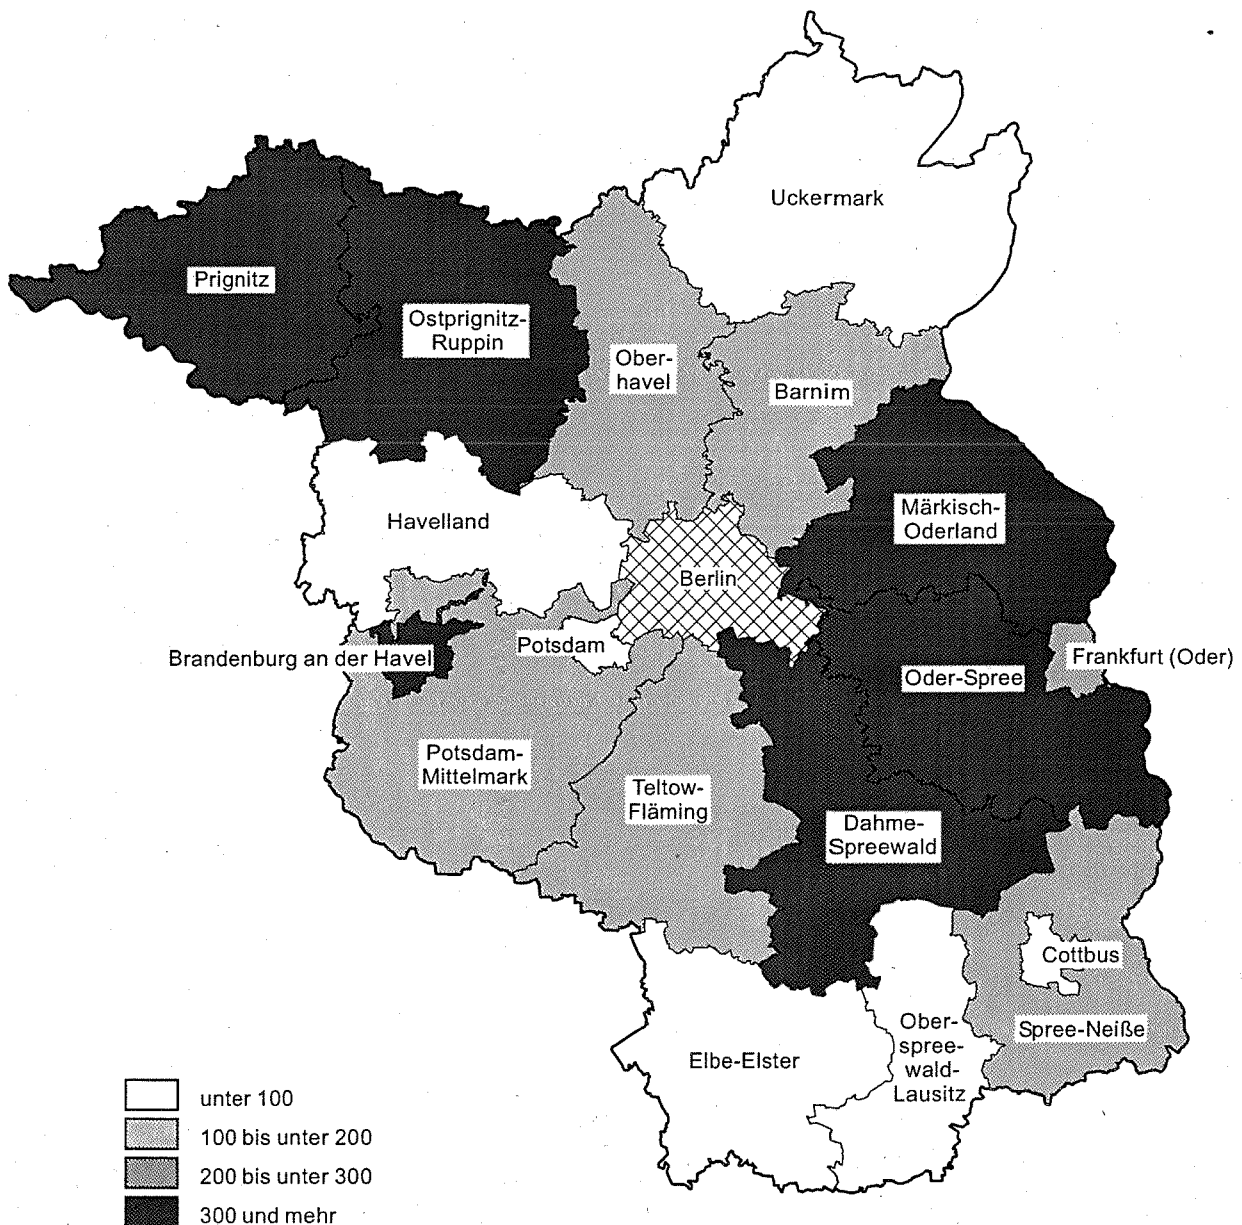 Uckermark
Prignitz
Ostprignitz-
Ruppin
Ober-
havel
Barnim
Havelland
Märkisch-
Oderland
Berlin
Potsdam
Brandenburg an der Havel
Oder-Spree
Frankfurt (Oder)
Potsdam-
Mittelmark
Teltow-
Fläming
Dahme-
Spreewald
Cottbus
Spree-Neiße
Ober-
spree-
wald-
Lausitz
Elbe-Elster
unter 100
100 bis unter 200
200 bis unter 300
300 und mehr